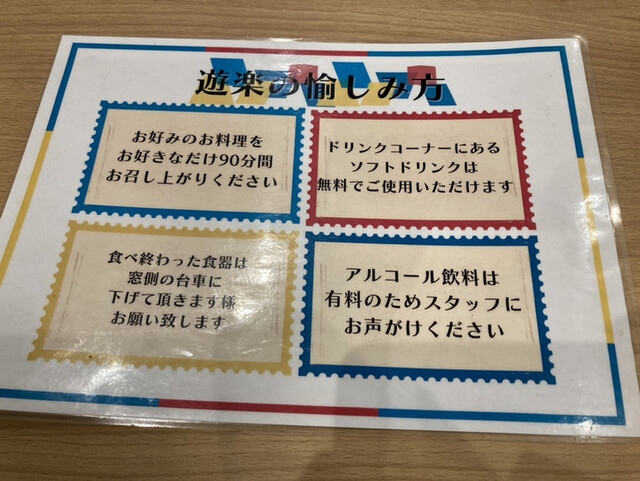 遊楽の愉しみ方
お好みのお料理を
お好きなだけ90分間
お召し上がりください
ドリンクコーナーにある
ソフトドリンクは
無料でご使用いただけます
食べ終わった食器は
窓側の台車に
下げて頂きます様
お願い致します
アルコール飲料は
有料のためスタッフに
お声がけください